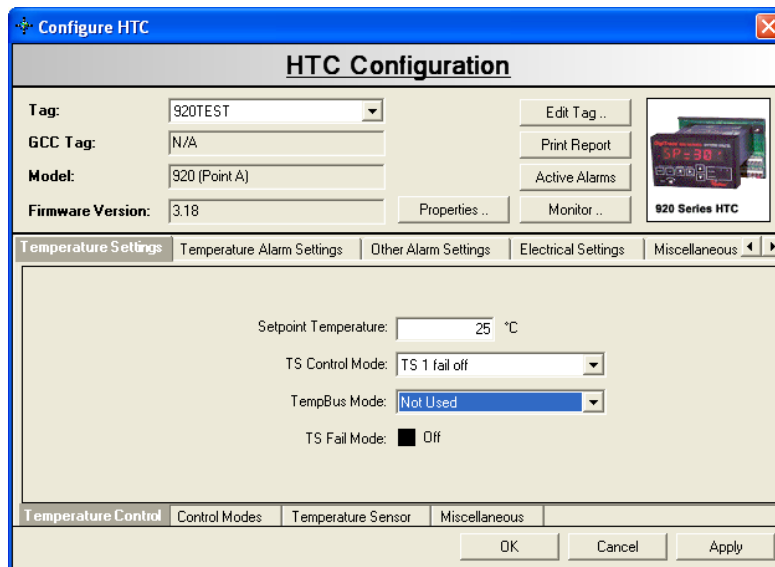 Configure HTC
HTC Configuration
Tag: 920TEST Edit Tag ..
GCC Tag: N/A Print Report
Model: 920 (Point A) Active Alarms
Firmware Version: 3.18 Properties .. Monitor ..
SP=30
920 Series HTC
Temperature Settings Temperature Alarm Settings Other Alarm Settings Electrical Settings Miscellaneous
Setpoint Temperature: 25 °C
TS Control Mode: TS 1 fail off
TempBus Mode: Not Used
TS Fail Mode: Off
Temperature Control Control Modes Temperature Sensor Miscellaneous
OK Cancel Apply